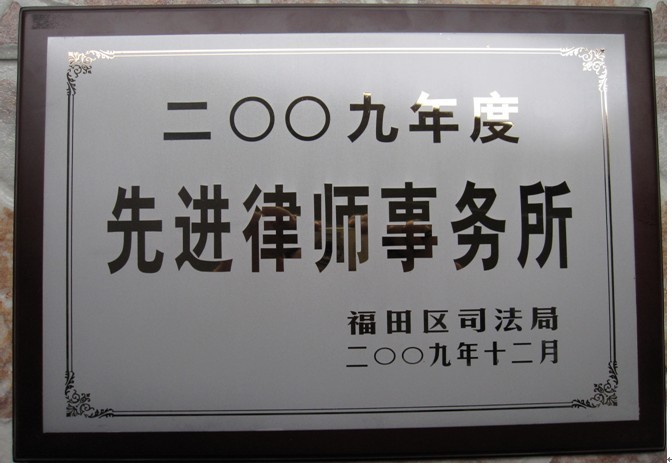 二〇〇九年度
先进律师事务所
福田区司法局
二〇〇九年十二月